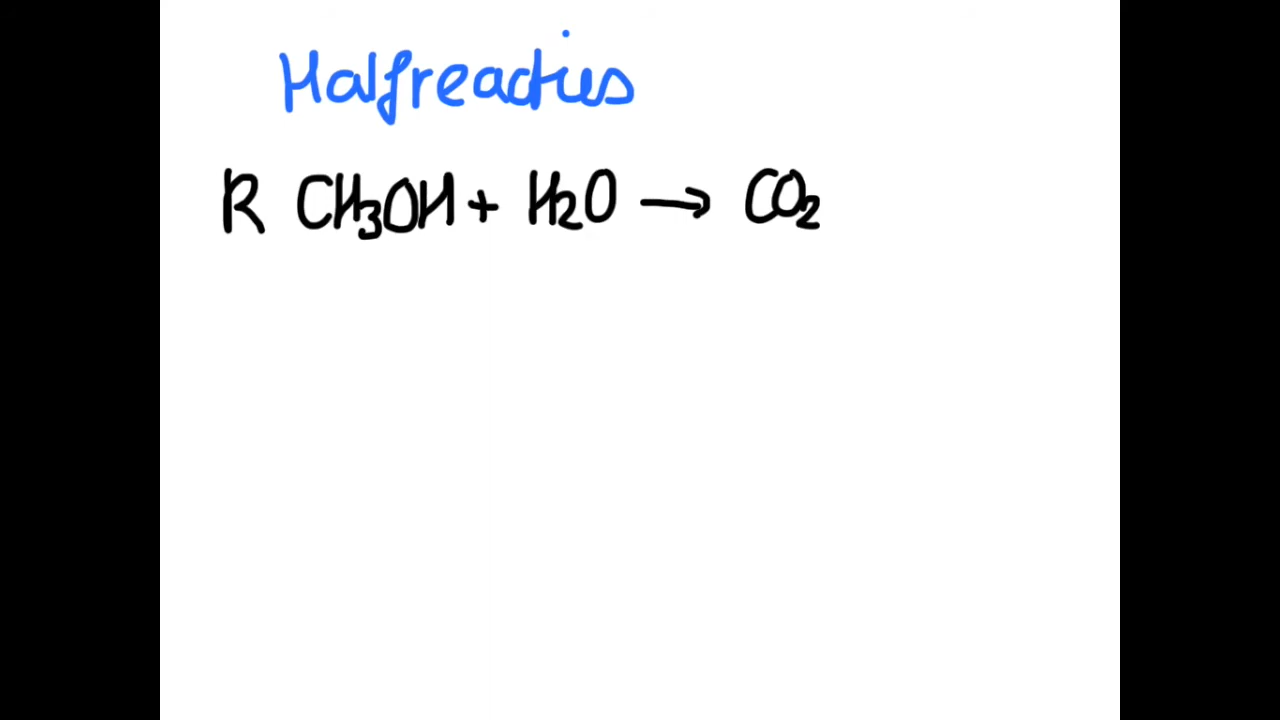 Halfreacties
R CH3OH + H2O → CO2